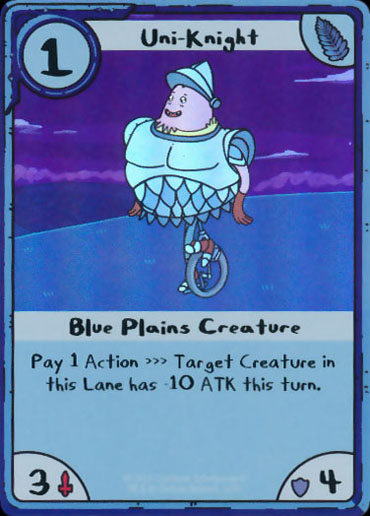 1
Uni-Knight
Blue Plains Creature
Pay 1 Action >>> Target Creature in
this Lane has -10 ATK this turn.
3
4